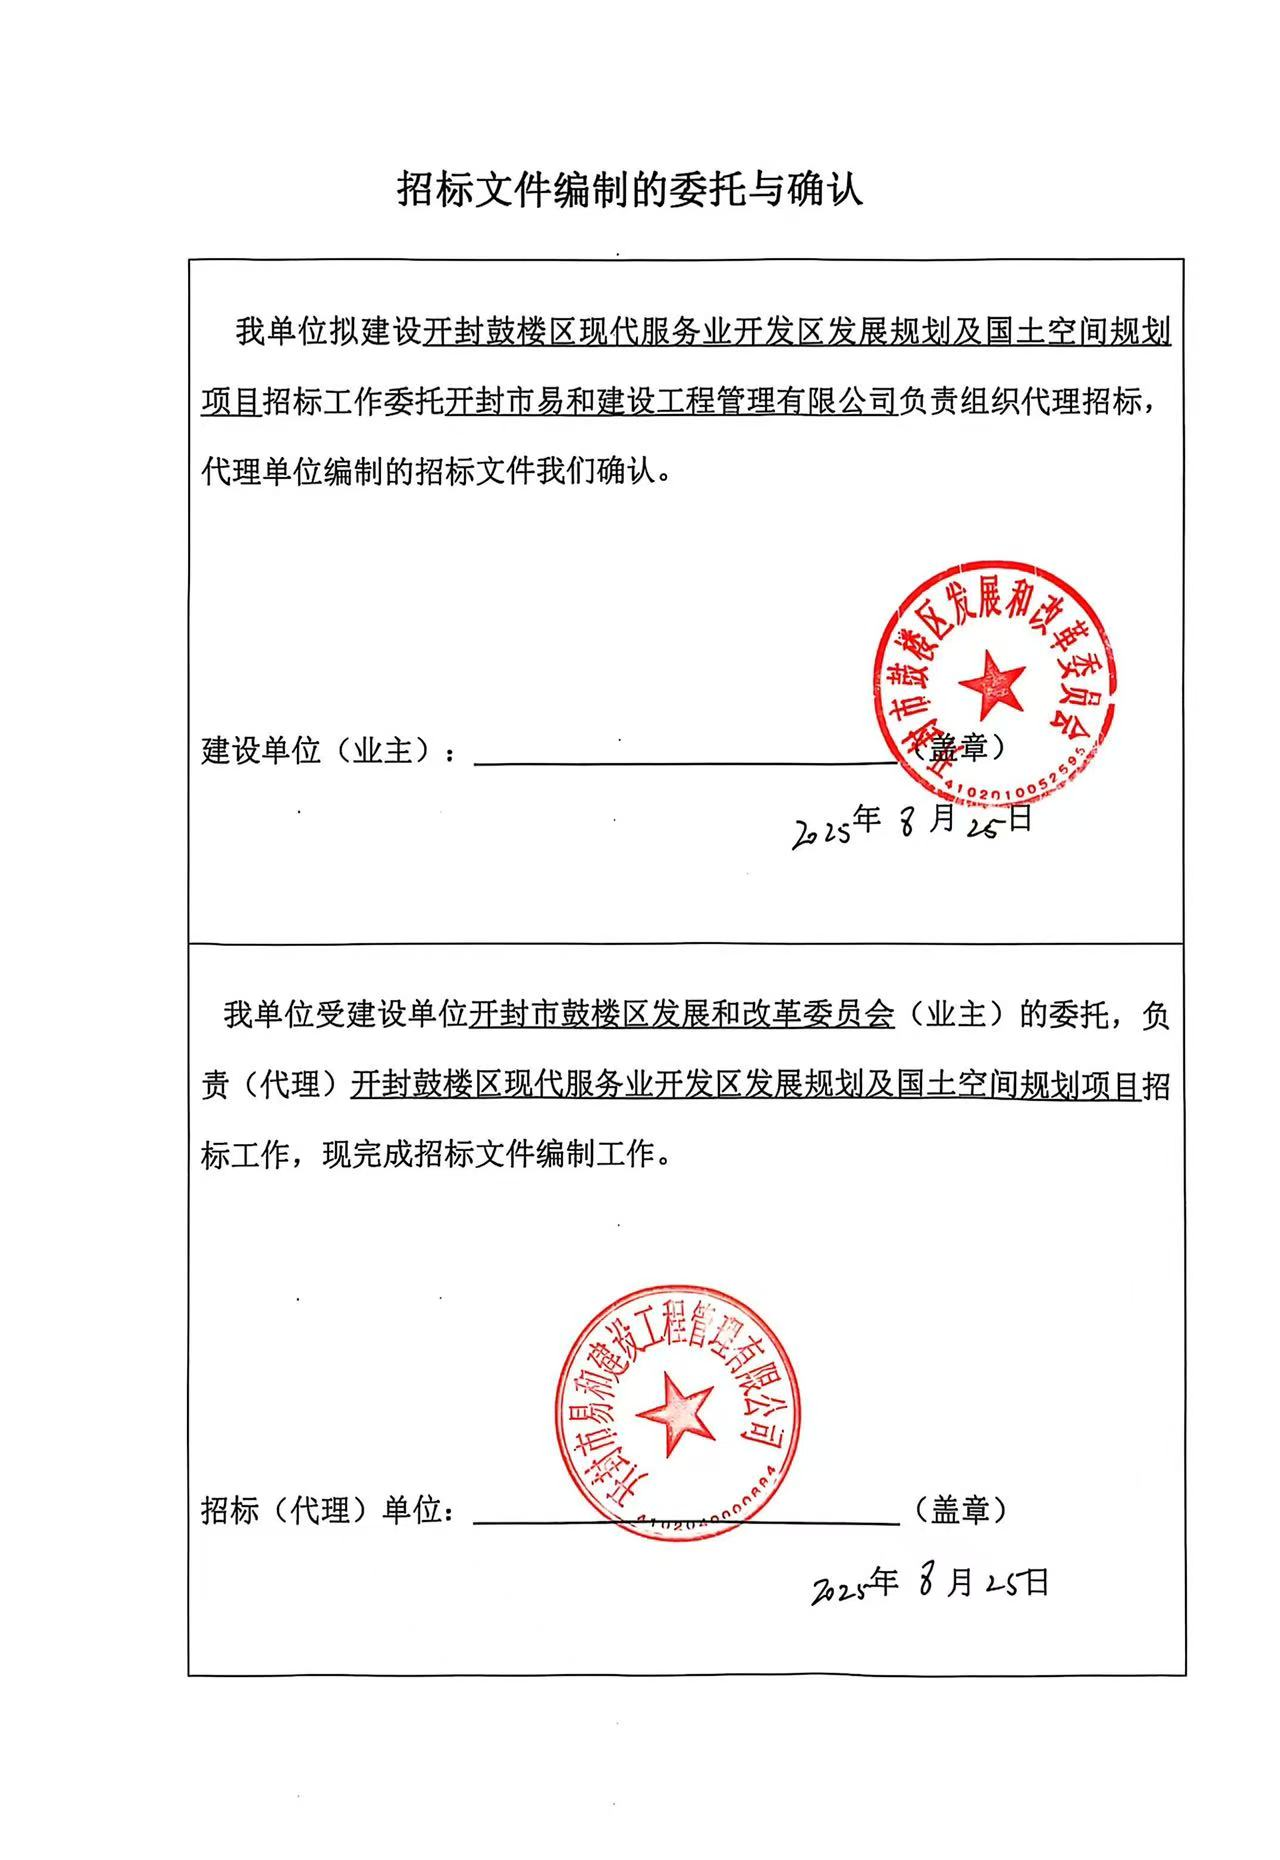 招标文件编制的委托与确认
我单位拟建设开封鼓楼区现代服务业开发区发展规划及国土空间规划
项目招标工作委托开封市易和建设工程管理有限公司负责组织代理招标，
代理单位编制的招标文件我们确认。
开封市鼓楼区发展和改革委员会
4102010052595
建设单位（业主）：（盖章）
2025年 8 月 25日
我单位受建设单位开封市鼓楼区发展和改革委员会（业主）的委托，负
责（代理）开封鼓楼区现代服务业开发区发展规划及国土空间规划项目招
标工作，现完成招标文件编制工作。
开封市易和建设工程管理有限公司
招标（代理）单位：（盖章）
2025年 8 月 25日